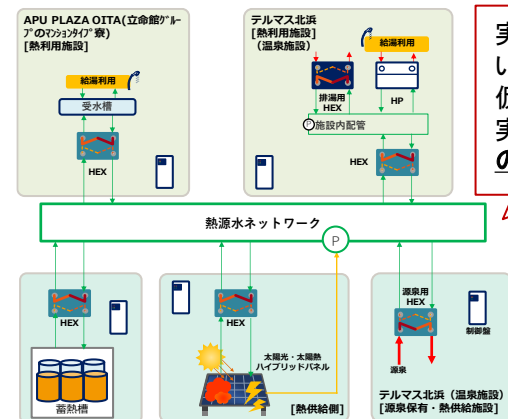 APU PLAZA OITA(立命館ｸﾞﾙｰ
ﾌﾟのﾏﾝｼｮﾝﾀｲﾌﾟ寮)
[熱利用施設]
給湯利用
受水槽
HEX
テルマス北浜
[熱利用施設]
(温泉施設)
給湯利用
排湯用
HEX
HP
P
施設内配管
HEX
実
い
仮
実
の
熱源水ネットワーク
P
HEX
蓄熱槽
HEX
太陽光・太陽熱
ハイブリッドパネル
[熱供給側]
源泉用
HEX
制御盤
源泉
テルマス北浜（温泉施設）
[源泉保有・熱供給施設]